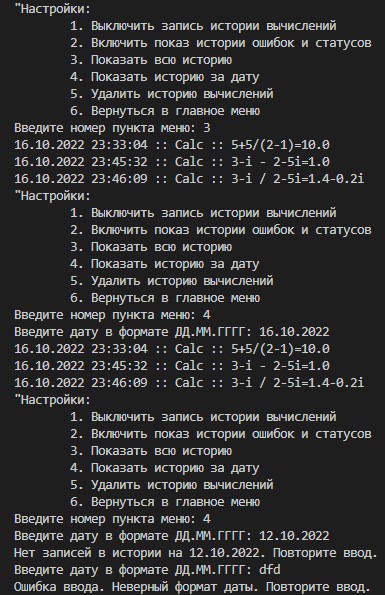 "Настройки:
1. Выключить запись истории вычислений
2. Включить показ истории ошибок и статусов
3. Показать всю историю
4. Показать историю за дату
5. Удалить историю вычислений
6. Вернуться в главное меню
Введите номер пункта меню: 3
16.10.2022 23:33:04 :: Calc :: 5+5/(2-1)=10.0
16.10.2022 23:45:32 :: Calc :: 3-i - 2-5i=1.0
16.10.2022 23:46:09 :: Calc :: 3-i / 2-5i=1.4-0.2i
"Настройки:
1. Выключить запись истории вычислений
2. Включить показ истории ошибок и статусов
3. Показать всю историю
4. Показать историю за дату
5. Удалить историю вычислений
6. Вернуться в главное меню
Введите номер пункта меню: 4
Введите дату в формате ДД.ММ.ГГГГ: 16.10.2022
16.10.2022 23:33:04 :: Calc :: 5+5/(2-1)=10.0
16.10.2022 23:45:32 :: Calc :: 3-i - 2-5i=1.0
16.10.2022 23:46:09 :: Calc :: 3-i / 2-5i=1.4-0.2i
"Настройки:
1. Выключить запись истории вычислений
2. Включить показ истории ошибок и статусов
3. Показать всю историю
4. Показать историю за дату
5. Удалить историю вычислений
6. Вернуться в главное меню
Введите номер пункта меню: 4
Введите дату в формате ДД.ММ.ГГГГ: 12.10.2022
Нет записей в истории на 12.10.2022. Повторите ввод.
Введите дату в формате ДД.ММ.ГГГГ: dfd
Ошибка ввода. Неверный формат даты. Повторите ввод.